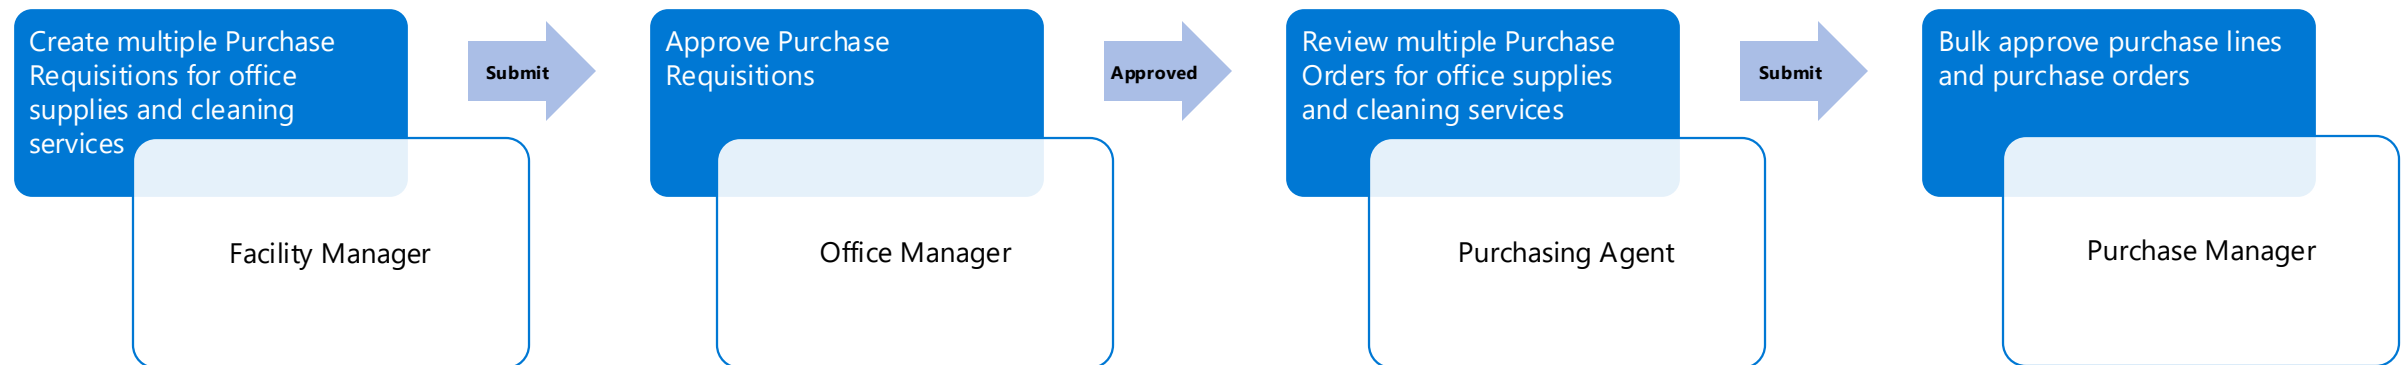 Create multiple Purchase
Requisitions for office
supplies and cleaning
services
Facility Manager
Submit
Approve Purchase
Requisitions
Office Manager
Approved
Review multiple Purchase
Orders for office supplies
and cleaning services
Purchasing Agent
Submit
Bulk approve purchase lines
and purchase orders
Purchase Manager